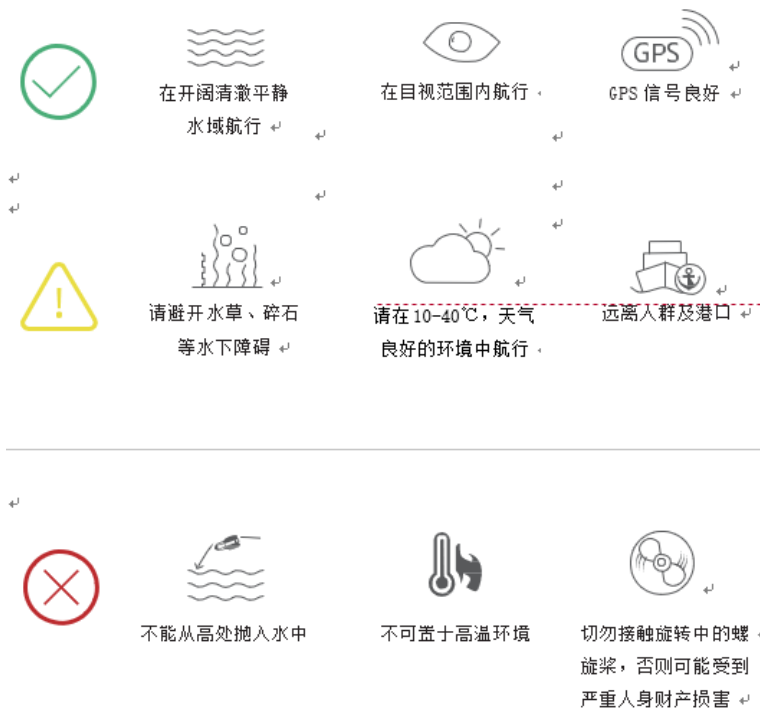 GPS
在开阔清澈平静
水域航行
在目视范围内航行
GPS 信号良好
!
请避开水草、碎石
等水下障碍
请在10-40℃，天气
良好的环境中航行
远离人群及港口
不能从高处抛入水中
不可置于高温环境
切勿接触旋转中的螺
旋桨，否则可能受到
严重人身财产损害